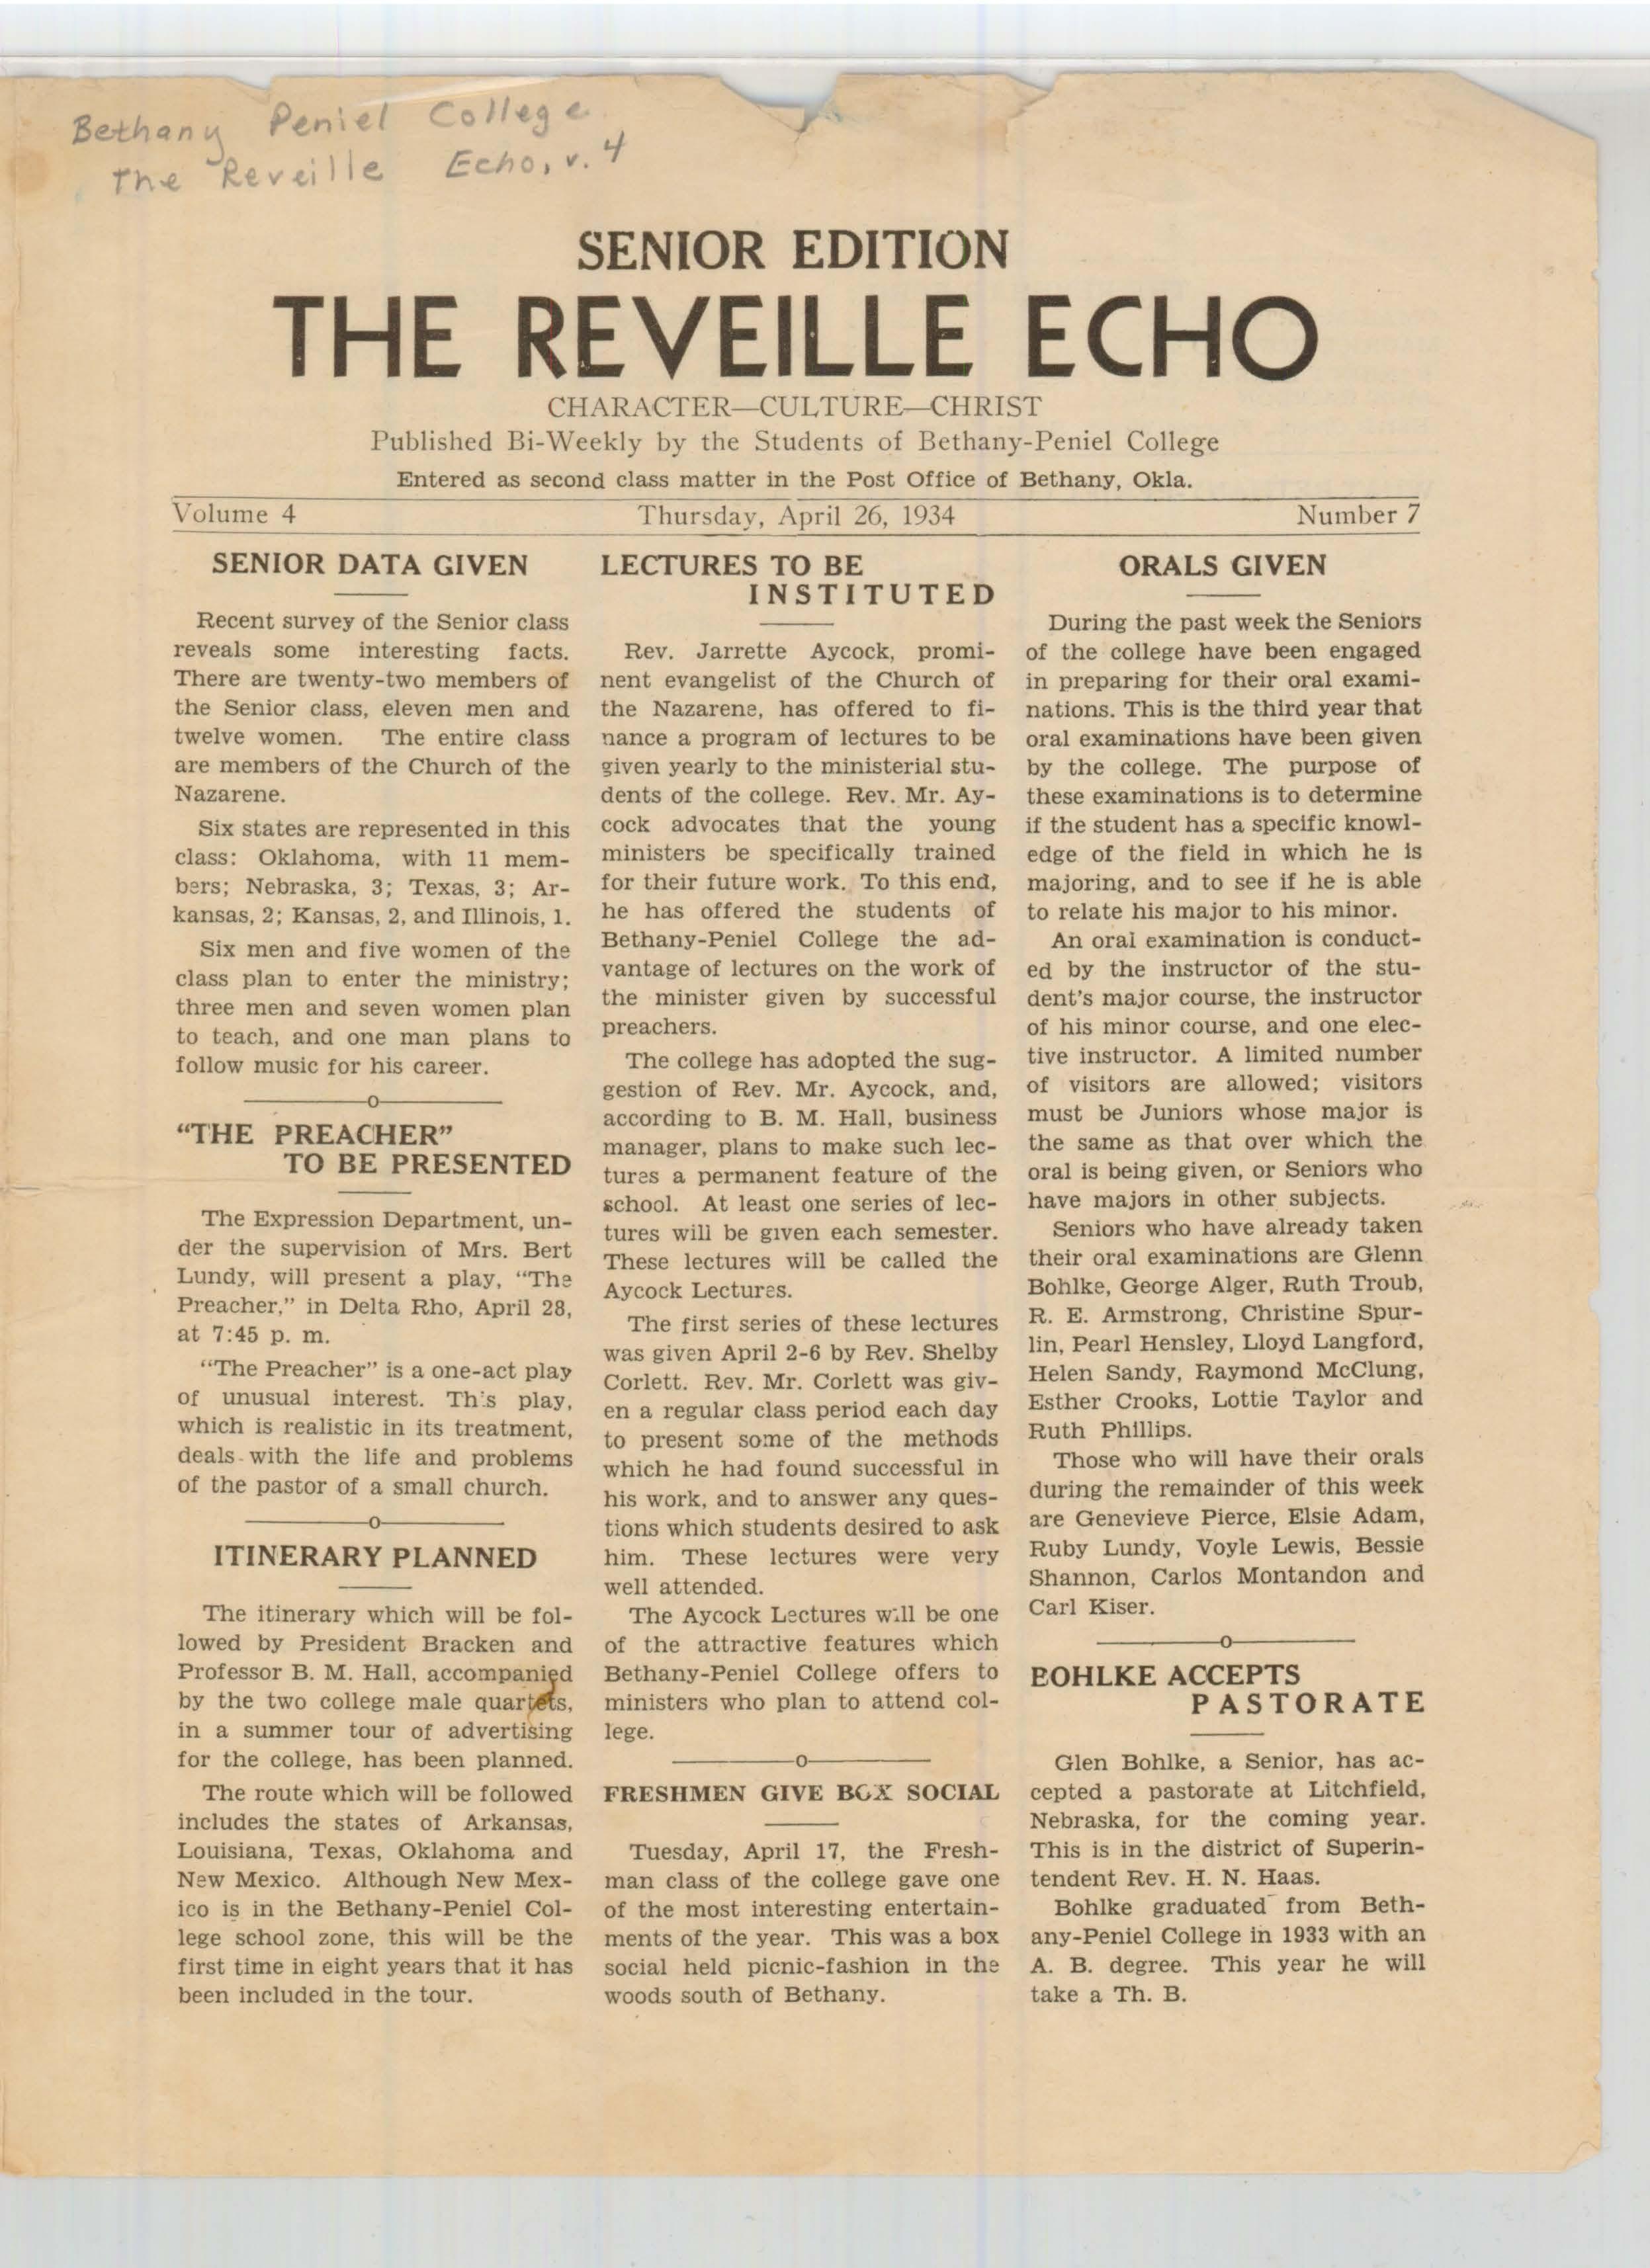 Bethany Peniel College
The Reveille Echo, v. 4
SENIOR EDITION
THE REVEILLE ECHO
CHARACTER—CULTURE—CHRIST
Published Bi-Weekly by the Students of Bethany-Peniel College
Entered as second class matter in the Post Office of Bethany, Okla.
Volume 4 Thursday, April 26, 1934 Number 7
SENIOR DATA GIVEN
Recent survey of the Senior class
reveals some interesting facts.
There are twenty-two members of
the Senior class, eleven men and
twelve women. The entire class
are members of the Church of the
Nazarene.
Six states are represented in this
class: Oklahoma, with 11 mem-
bers; Nebraska, 3; Texas, 3; Ar-
kansas, 2; Kansas, 2, and Illinois, 1.
Six men and five women of the
class plan to enter the ministry;
three men and seven women plan
to teach, and one man plans to
follow music for his career.
"THE PREACHER"
TO BE PRESENTED
The Expression Department, un-
der the supervision of Mrs. Bert
Lundy, will present a play, "The
Preacher," in Delta Rho, April 28,
at 7:45 p. m.
"The Preacher" is a one-act play
of unusual interest. This play,
which is realistic in its treatment,
deals with the life and problems
of the pastor of a small church.
ITINERARY PLANNED
The itinerary which will be fol-
lowed by President Bracken and
Professor B. M. Hall, accompanied
by the two college male quartets,
in a summer tour of advertising
for the college, has been planned.
The route which will be followed
includes the states of Arkansas,
Louisiana, Texas, Oklahoma and
New Mexico. Although New Mex-
ico is in the Bethany-Peniel Col-
lege school zone, this will be the
first time in eight years that it has
been included in the tour.
LECTURES TO BE
INSTITUTED
Rev. Jarrette Aycock, promi-
nent evangelist of the Church of
the Nazarene, has offered to fi-
nance a program of lectures to be
given yearly to the ministerial stu-
dents of the college. Rev. Mr. Ay-
cock advocates that the young
ministers be specifically trained
for their future work. To this end,
he has offered the students of
Bethany-Peniel College the ad-
vantage of lectures on the work of
the minister given by successful
preachers.
The college has adopted the sug-
gestion of Rev. Mr. Aycock, and,
according to B. M. Hall, business
manager, plans to make such lec-
tures a permanent feature of the
school. At least one series of lec-
tures will be given each semester.
These lectures will be called the
Aycock Lectures.
The first series of these lectures
was given April 2-6 by Rev. Shelby
Corlett. Rev. Mr. Corlett was giv-
en a regular class period each day
to present some of the methods
which he had found successful in
his work, and to answer any ques-
tions which students desired to ask
him. These lectures were very
well attended.
The Aycock Lectures will be one
of the attractive features which
Bethany-Peniel College offers to
ministers who plan to attend col-
lege.
FRESHMEN GIVE BOX SOCIAL
Tuesday, April 17, the Fresh-
man class of the college gave one
of the most interesting entertain-
ments of the year. This was a box
social held picnic-fashion in the
woods south of Bethany.
ORALS GIVEN
During the past week the Seniors
of the college have been engaged
in preparing for their oral exami-
nations. This is the third year that
oral examinations have been given
by the college. The purpose of
these examinations is to determine
if the student has a specific knowl-
edge of the field in which he is
majoring, and to see if he is able
to relate his major to his minor.
An oral examination is conduct-
ed by the instructor of the stu-
dent's major course, the instructor
of his minor course, and one elec-
tive instructor. A limited number
of visitors are allowed; visitors
must be Juniors whose major is
the same as that over which the
oral is being given, or Seniors who
have majors in other subjects.
Seniors who have already taken
their oral examinations are Glenn
Bohlke, George Alger, Ruth Troub,
R. E. Armstrong, Christine Spur-
lin, Pearl Hensley, Lloyd Langford,
Helen Sandy, Raymond McClung,
Esther Crooks, Lottie Taylor and
Ruth Phillips.
Those who will have their orals
during the remainder of this week
are Genevieve Pierce, Elsie Adam,
Ruby Lundy, Voyle Lewis, Bessie
Shannon, Carlos Montandon and
Carl Kiser.
BOHLKE ACCEPTS
PASTORATE
Glen Bohlke, a Senior, has ac-
cepted a pastorate at Litchfield,
Nebraska, for the coming year.
This is in the district of Superin-
tendent Rev. H. N. Haas.
Bohlke graduated from Beth-
any-Peniel College in 1933 with an
A. B. degree. This year he will
take a Th. B.